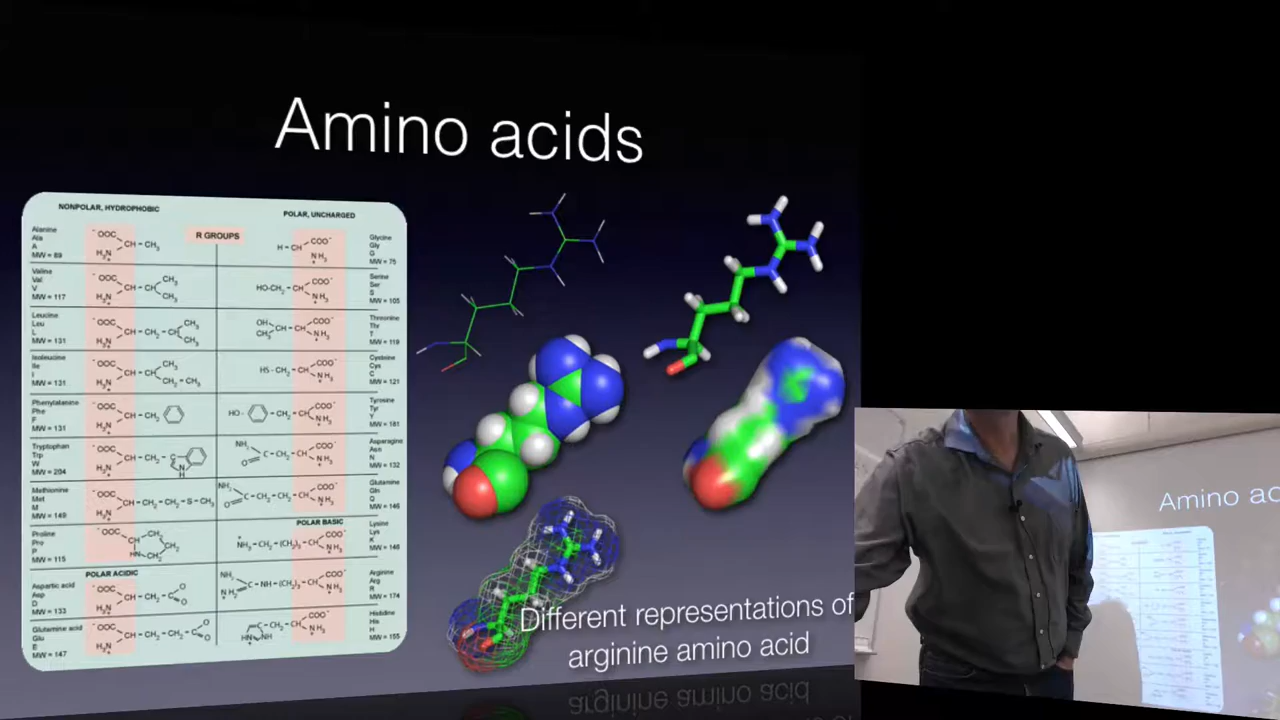 Amino acids
NONPOLAR, HYDROPHOBIC
POLAR, UNCHARGED
R GROUPS
Alanine
Ala
A
MW = 89
Valine
Val
V
MW = 117
Leucine
Leu
L
MW = 131
Isoleucine
Ile
I
MW = 131
Phenylalanine
Phe
F
MW = 131
Tryptophan
Trp
W
MW = 204
Methionine
Met
M
MW = 149
Proline
Pro
P
MW = 115
POLAR ACIDIC
Aspartic acid
Asp
D
MW = 133
Glutamine acid
Glu
E
MW = 147
Glycine
Gly
G
MW = 75
Serine
Ser
S
MW = 105
Threonine
Thr
T
MW = 119
Cysteine
Cys
C
MW = 121
Tyrosine
Tyr
Y
MW = 181
Asparagine
Asn
N
MW = 132
Glutamine
Gln
Q
MW = 146
POLAR BASIC
Lysine
Lys
K
MW = 146
Arginine
Arg
R
MW = 174
Histidine
His
H
MW = 155
Different representations of
arginine amino acid
Amino ac